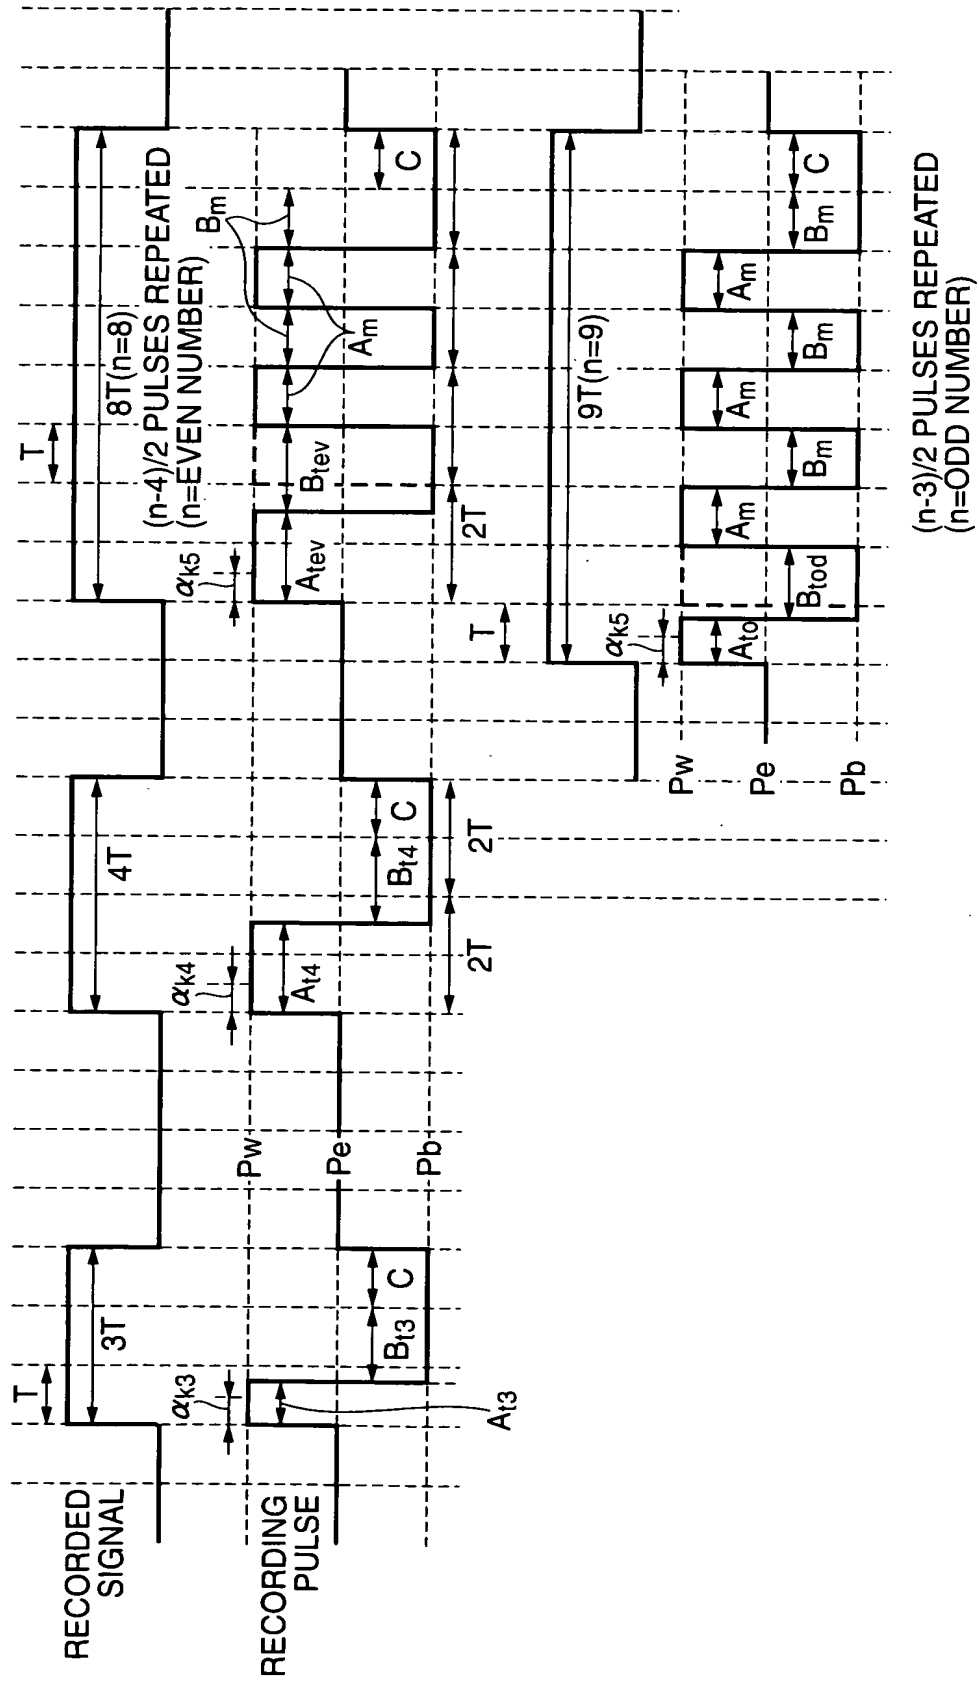 RECORDED
SIGNAL
T
3T
4T
T
8T(n=8)
(n-4)/2 PULSES REPEATED
(n=EVEN NUMBER)
RECORDING
PULSE
αk3
At3
Bt3
C
Pw
Pe
Pb
αk4
At4
Bt4
C
2T
2T
αk5
Atev
Btev
Am
Bm
C
2T
T
9T(n=9)
Pw
Pe
Pb
αk5
Ato
Btod
Am
Bm
Am
Bm
Am
Bm
C
(n-3)/2 PULSES REPEATED
(n=ODD NUMBER)